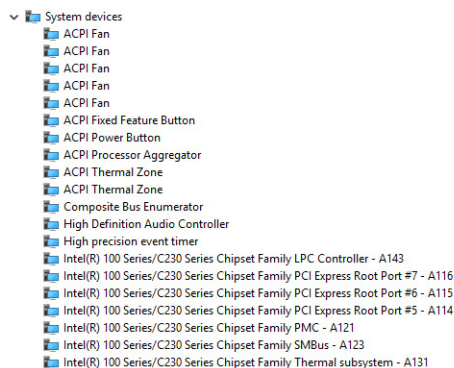 System devices
ACPI Fan
ACPI Fan
ACPI Fan
ACPI Fan
ACPI Fan
ACPI Fixed Feature Button
ACPI Power Button
ACPI Processor Aggregator
ACPI Thermal Zone
ACPI Thermal Zone
Composite Bus Enumerator
High Definition Audio Controller
High precision event timer
Intel(R) 100 Series/C230 Series Chipset Family LPC Controller - A143
Intel(R) 100 Series/C230 Series Chipset Family PCI Express Root Port #7 - A116
Intel(R) 100 Series/C230 Series Chipset Family PCI Express Root Port #6 - A115
Intel(R) 100 Series/C230 Series Chipset Family PCI Express Root Port #5 - A114
Intel(R) 100 Series/C230 Series Chipset Family PMC - A121
Intel(R) 100 Series/C230 Series Chipset Family SMBus - A123
Intel(R) 100 Series/C230 Series Chipset Family Thermal subsystem - A131